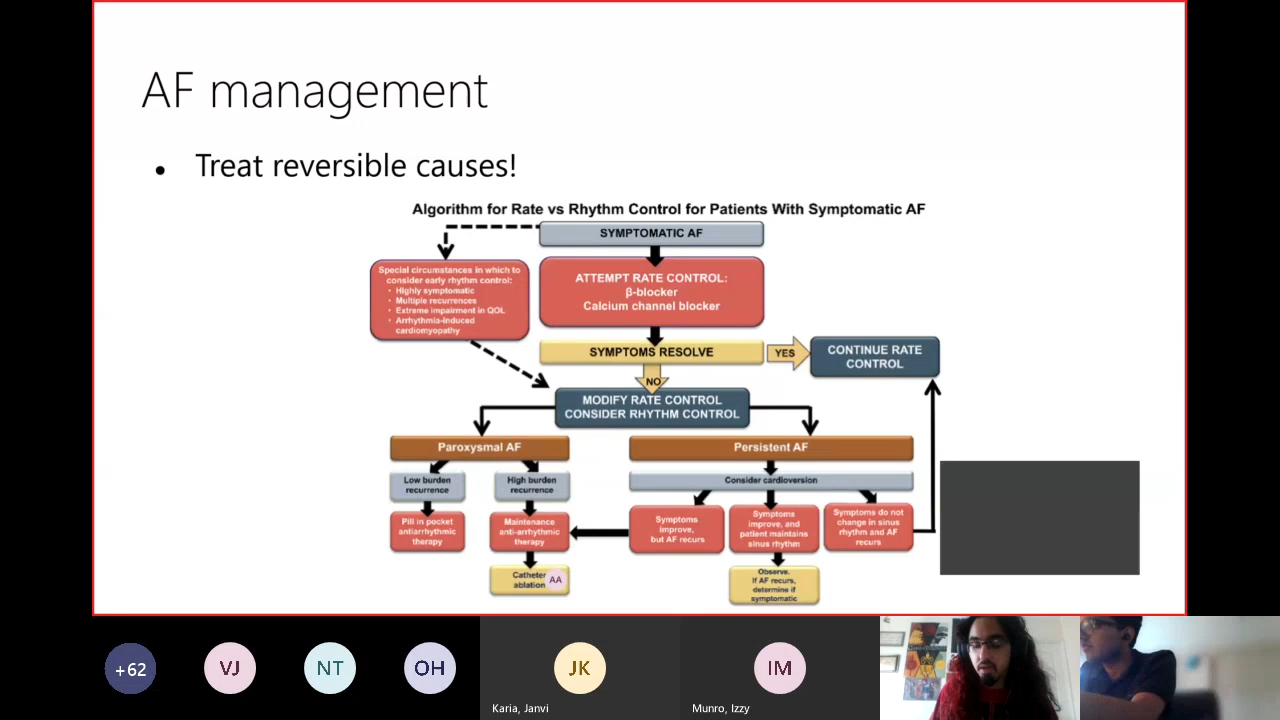 AF management
• Treat reversible causes!
Algorithm for Rate vs Rhythm Control for Patients With Symptomatic AF
SYMPTOMATIC AF
Special circumstances in which to
consider early rhythm control:
• Highly symptomatic
• Multiple recurrences
• Extreme impairment in QOL
• Arrhythmia-induced
cardiomyopathy
ATTEMPT RATE CONTROL:
β-blocker
Calcium channel blocker
SYMPTOMS RESOLVE
YES
CONTINUE RATE
CONTROL
NO
MODIFY RATE CONTROL
CONSIDER RHYTHM CONTROL
Paroxysmal AF
Persistent AF
Low burden
recurrence
High burden
recurrence
Consider cardioversion
Pill in pocket
antiarrhythmic
therapy
Maintenance
anti-arrhythmic
therapy
Symptoms
improve,
but AF recurs
Symptoms
improve, and
patient maintains
sinus rhythm
Symptoms do not
change in sinus
rhythm and AF
recurs
Catheter
ablation
AA
Observe.
If AF recurs,
determine if
symptomatic
+62
VJ
NT
OH
JK
IM
Karia, Janvi
Munro, Izzy